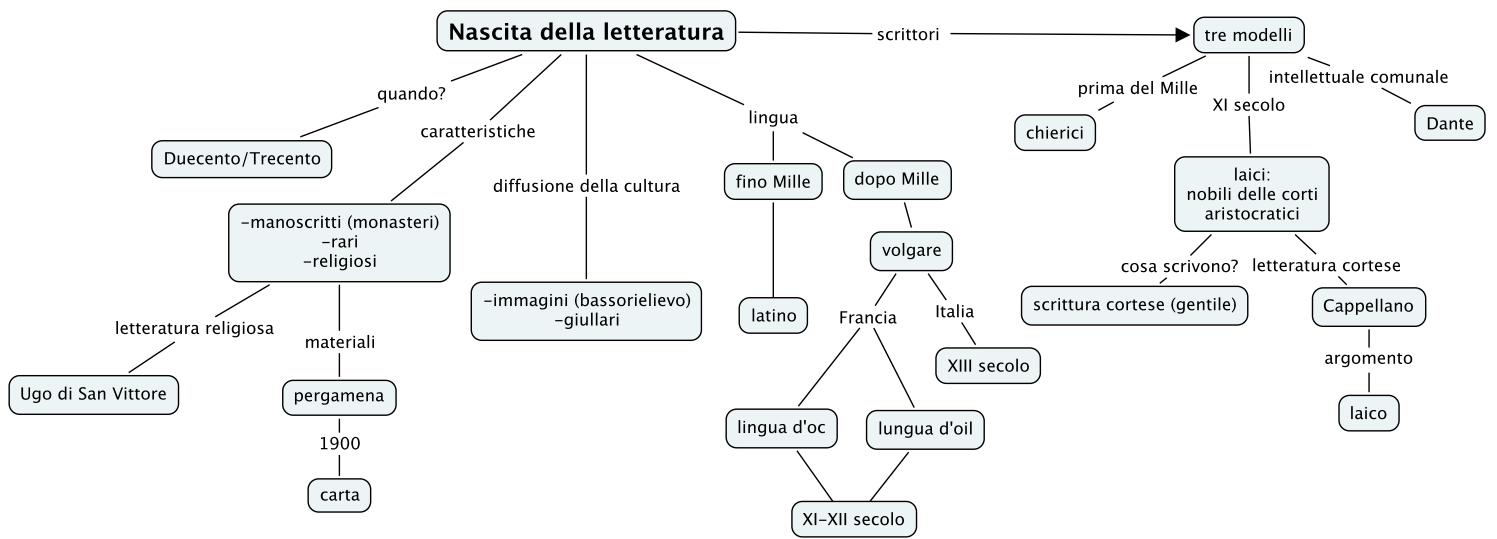 Nascita della letteratura
scrittori
tre modelli
quando?
caratteristiche
diffusione della cultura
lingua
prima del Mille
XI secolo
intellettuale comunale
Duecento/Trecento
fino Mille
dopo Mille
chierici
Dante
-manoscritti (monasteri)
-rari
-religiosi
-immagini (bassorielievo)
-giullari
latino
volgare
laici:
nobili delle corti
aristocratici
letteratura religiosa
materiali
Francia
Italia
cosa scrivono?
letteratura cortese
Ugo di San Vittore
pergamena
XIII secolo
scrittura cortese (gentile)
Cappellano
1900
lingua d'oc
lungua d'oil
argomento
carta
XI-XII secolo
laico